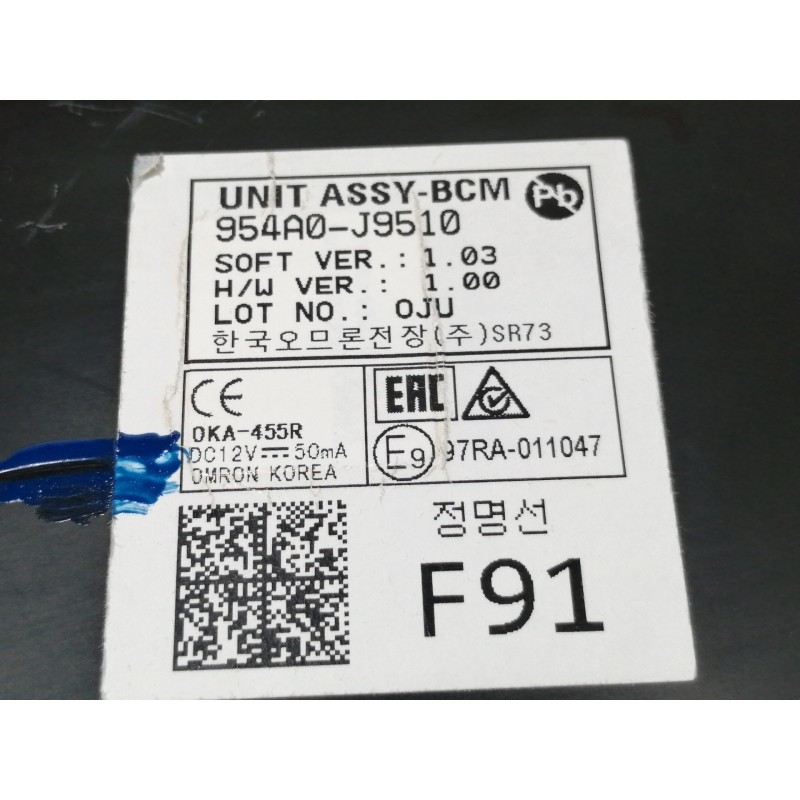 UNIT ASSY-BCM Pb
954A0-J9510
SOFT VER.: 1.03
H/W VER.: 1.00
LOT NO.: OJU
한국오므론전장(주)SR73
CE
OKA-455R
DC12V⎓50mA
OMRON KOREA
EAC
E9 97RA-011047
정명선
F91